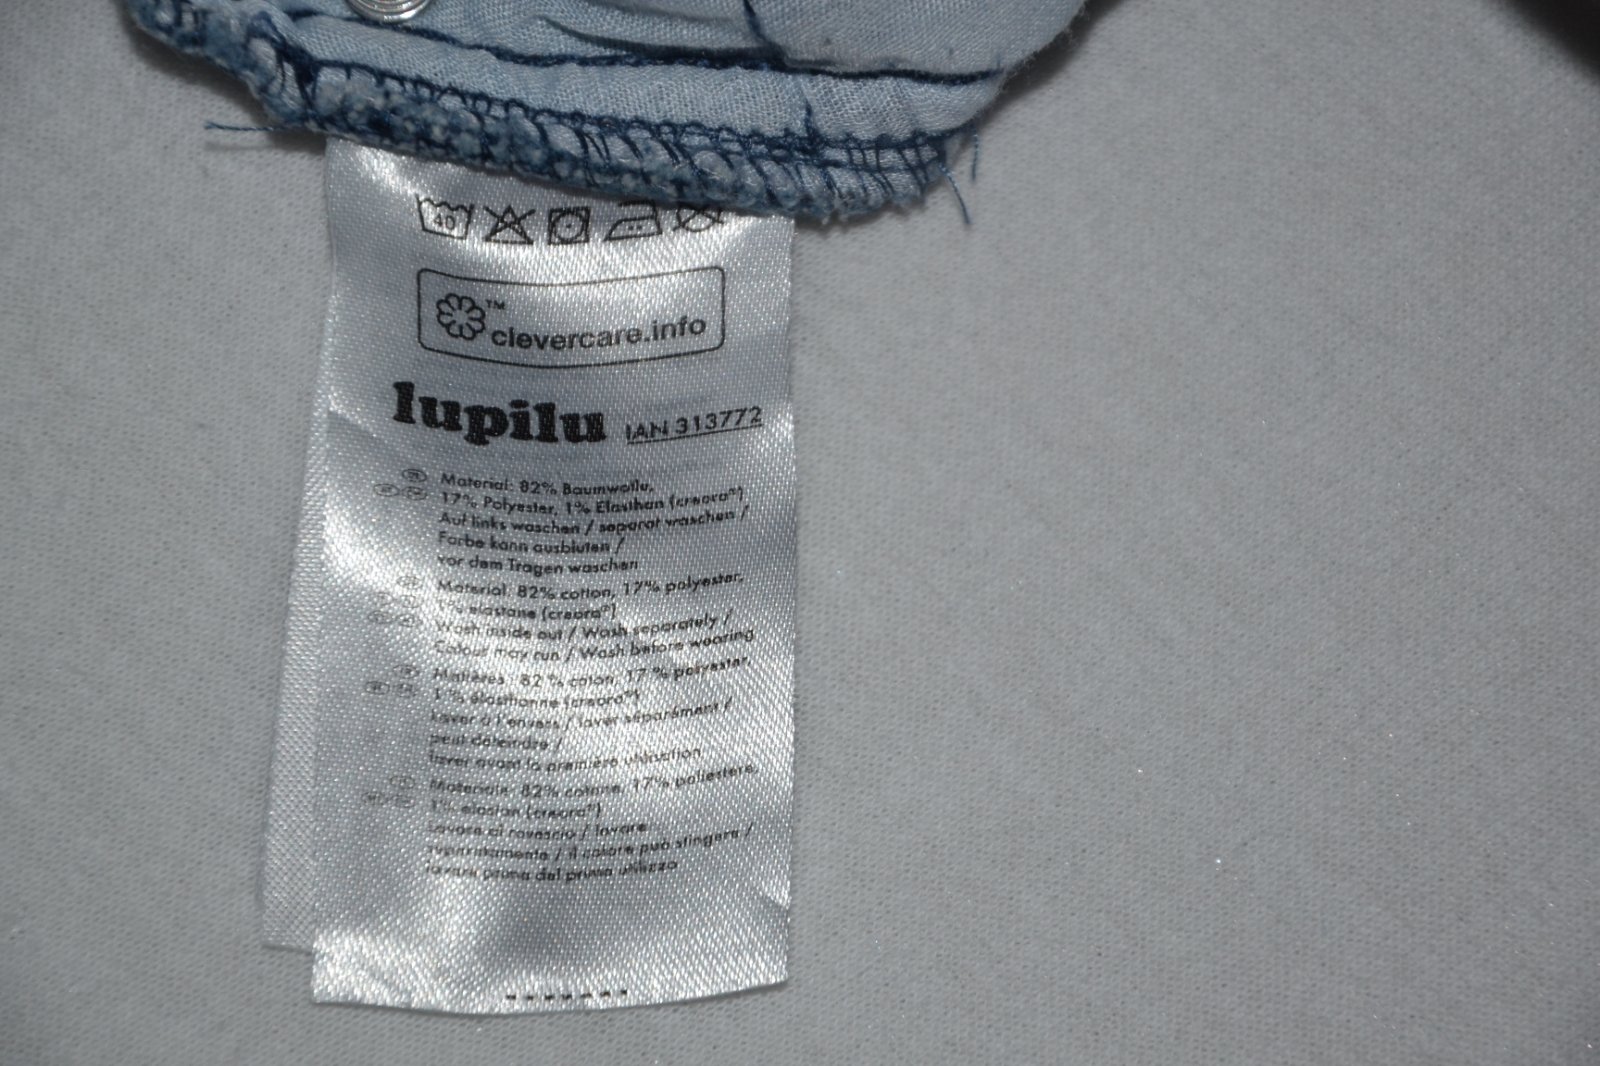 40
™
clevercare.info
lupilu IAN 313772
Material: 82% Baumwolle,
17% Polyester, 1% Elasthan (creora®)
Auf links waschen / separat waschen /
Farbe kann ausbluten /
vor dem Tragen waschen
Material: 82% cotton, 17% polyester,
1% elastane (creora®)
Wash inside out / Wash separately /
Colour may run / Wash before wearing
Matières: 82 % coton, 17 % polyester,
1 % élasthanne (creora®)
Laver à l'envers / laver séparément /
peut déteindre /
laver avant la première utilisation
Materiale: 82% cotone, 17% poliestere,
1% elastan (creora®)
Lavare al rovescio / lavare
separatamente / il colore può stingere /
lavare prima del primo utilizzo